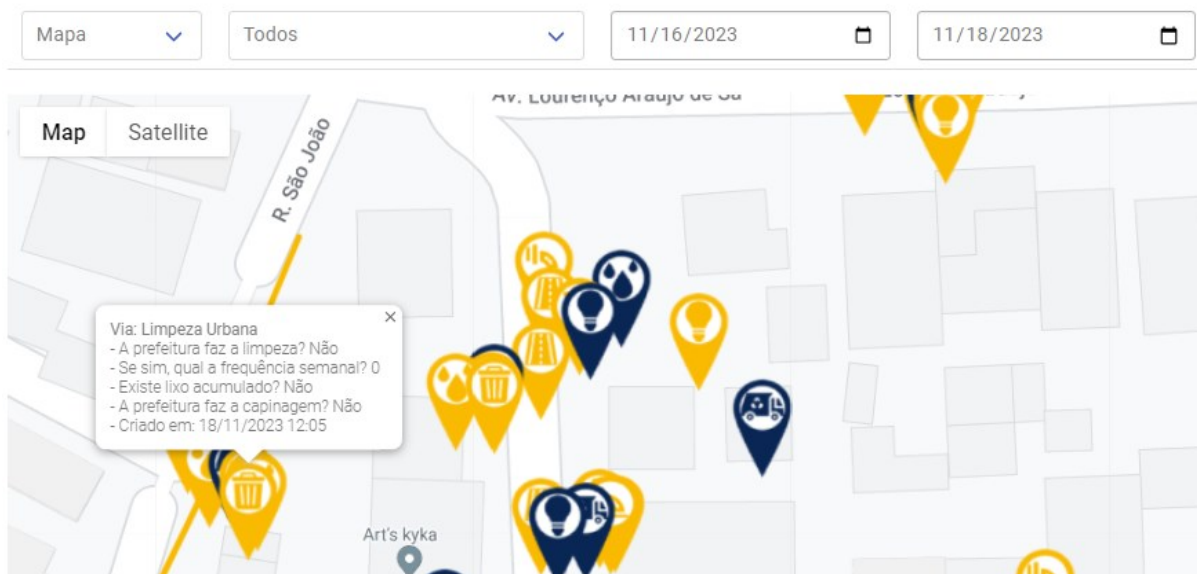 Mapa
Todos
11/16/2023
11/18/2023
Map
Satellite
Av. Lourenço Araújo de Sá
R. São João
Via: Limpeza Urbana
- A prefeitura faz a limpeza? Não
- Se sim, qual a frequência semanal? 0
- Existe lixo acumulado? Não
- A prefeitura faz a capinagem? Não
- Criado em: 18/11/2023 12:05
Art's kyka